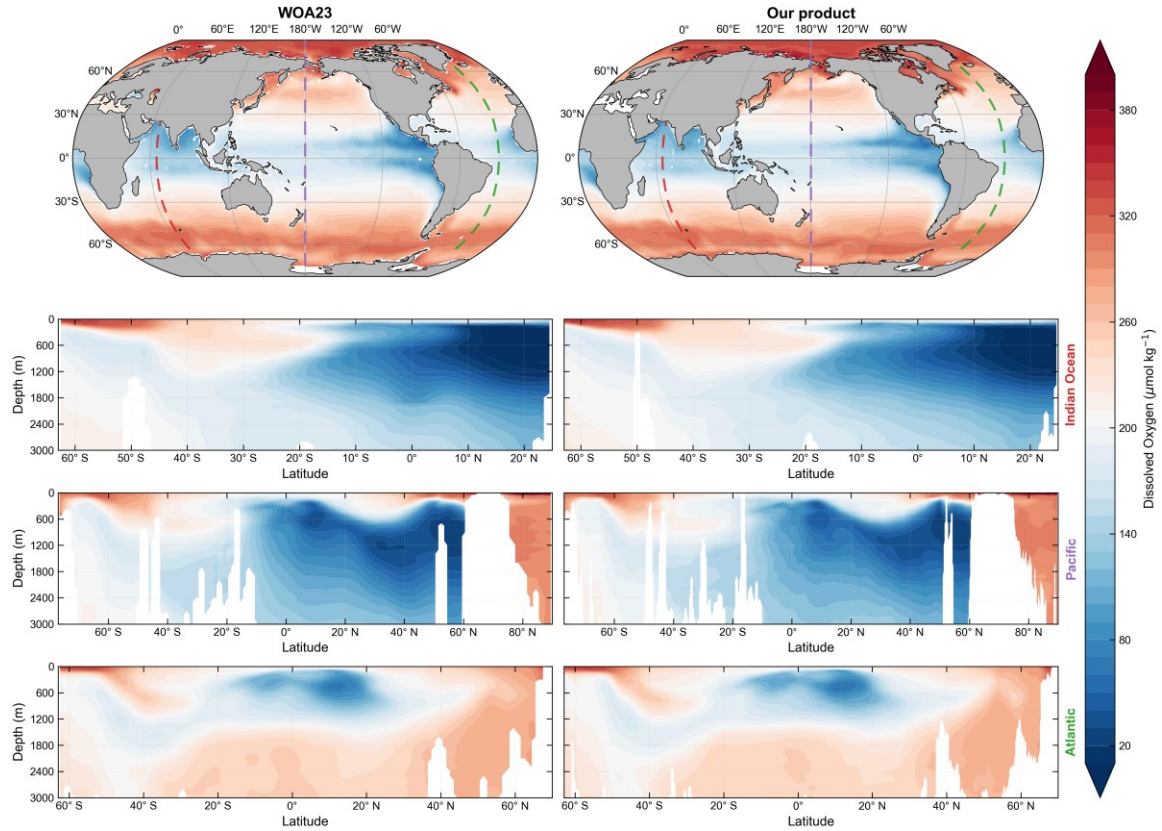 WOA23
Our product
0° 60°E 120°E 180°W 120°W 60°W
0° 60°E 120°E 180°W 120°W 60°W
60°N
60°N
30°N
30°N
0°
0°
30°S
30°S
60°S
60°S
380
320
260
200
140
80
20
Dissolved Oxygen (μmol kg⁻¹)
0
600
1200
1800
2400
3000
Depth (m)
60° S 50° S 40° S 30° S 20° S 10° S 0° 10° N 20° N
Latitude
60° S 50° S 40° S 30° S 20° S 10° S 0° 10° N 20° N
Latitude
Indian Ocean
0
600
1200
1800
2400
3000
Depth (m)
60° S 40° S 20° S 0° 20° N 40° N 60° N 80° N
Latitude
60° S 40° S 20° S 0° 20° N 40° N 60° N 80° N
Latitude
Pacific
0
600
1200
1800
2400
3000
Depth (m)
60° S 40° S 20° S 0° 20° N 40° N 60° N
Latitude
60° S 40° S 20° S 0° 20° N 40° N 60° N
Latitude
Atlantic